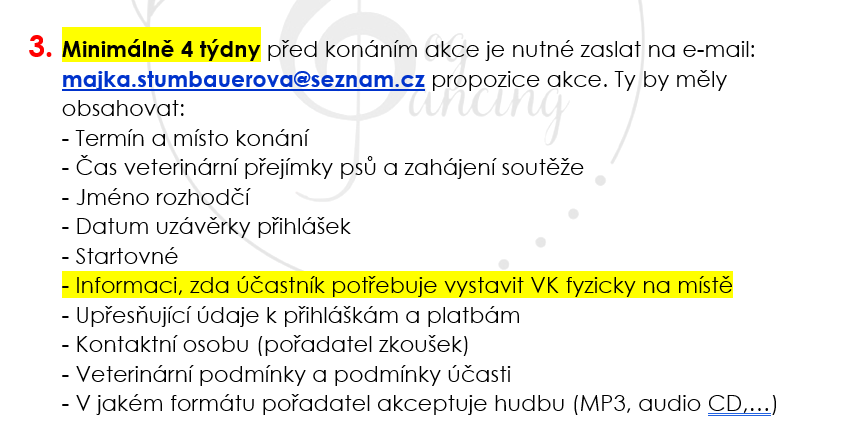 3. Minimálně 4 týdny před konáním akce je nutné zaslat na e-mail:
majka.stumbauerova@seznam.cz propozice akce. Ty by měly
obsahovat:
- Termín a místo konání
- Čas veterinární přejímky psů a zahájení soutěže
- Jméno rozhodčí
- Datum uzávěrky přihlášek
- Startovné
- Informaci, zda účastník potřebuje vystavit VK fyzicky na místě
- Upřesňující údaje k přihláškám a platbám
- Kontaktní osobu (pořadatel zkoušek)
- Veterinární podmínky a podmínky účasti
- V jakém formátu pořadatel akceptuje hudbu (MP3, audio CD,...)
og
ancing